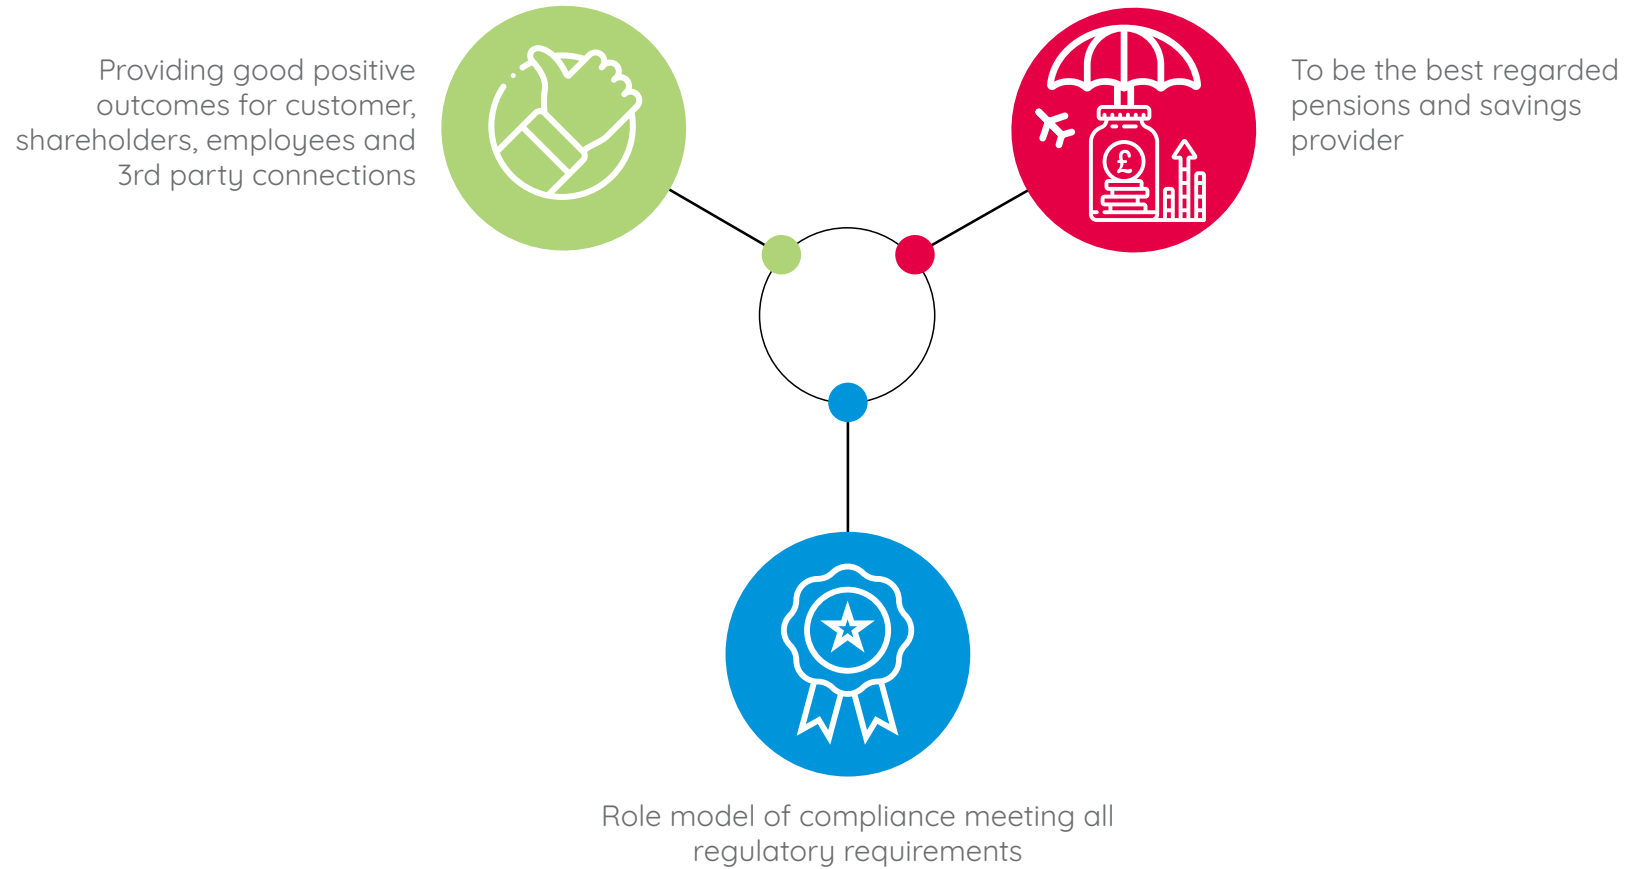 Providing good positive
outcomes for customer,
shareholders, employees and
3rd party connections
To be the best regarded
pensions and savings
provider
£
Role model of compliance meeting all
regulatory requirements